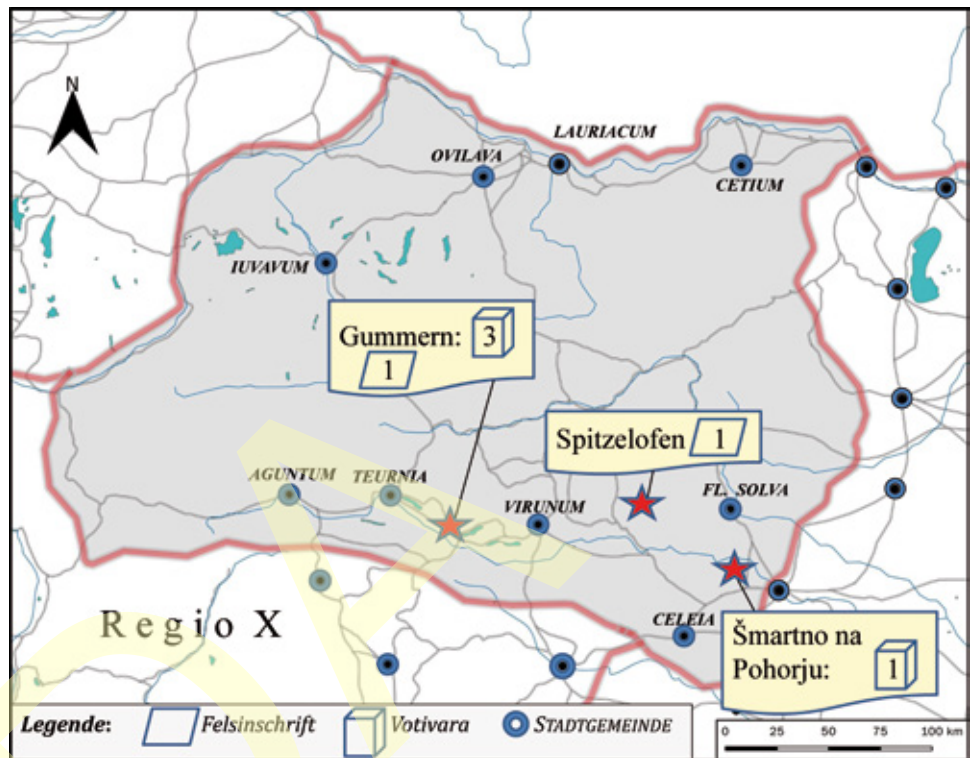 N
LAURIACUM
OVILAVA
CETIUM
IUVAVUM
Gummern: 3
1
Spitzelofen 1
AGUNTUM
TEURNIA
VIRUNUM
FL. SOLVA
CELEIA
Regio X
Šmartno na
Pohorju: 1
Legende: Felsinschrift Votivara STADTGEMEINDE
0 25 50 75 100 km